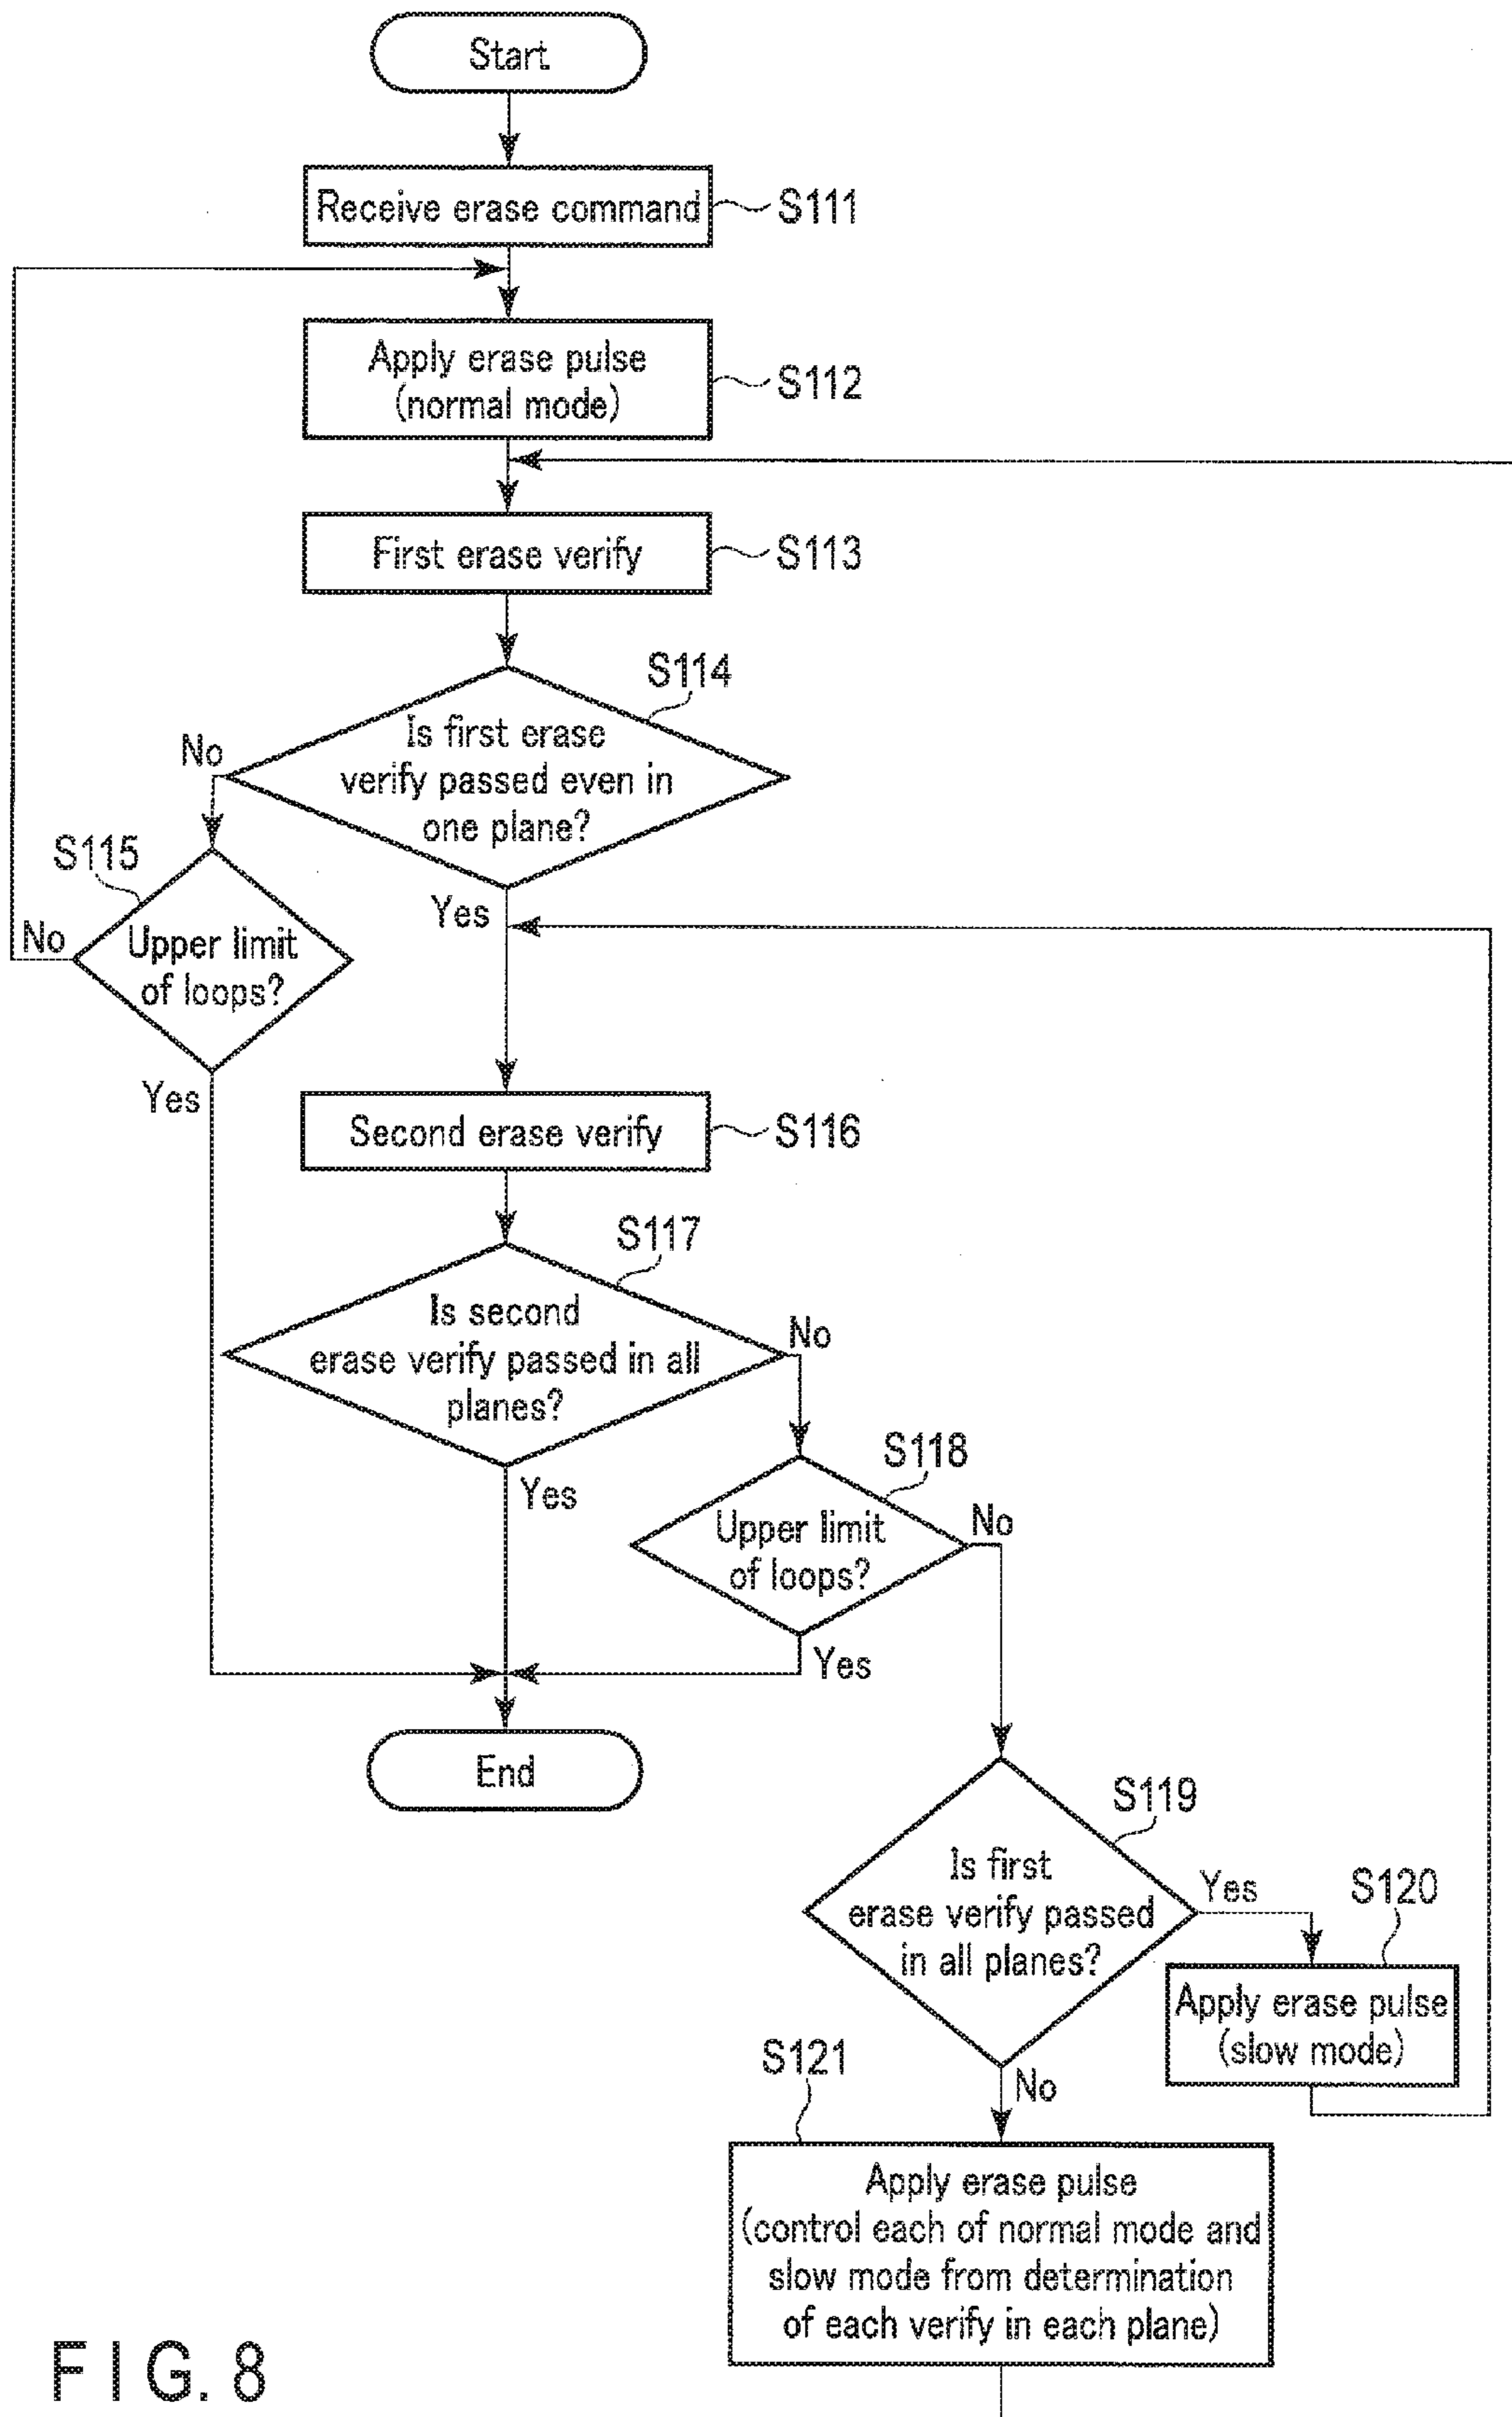 Start
Receive erase command
S111
Apply erase pulse
(normal mode)
S112
First erase verify
S113
S114
Is first erase
verify passed even in
one plane?
No
Yes
S115
Upper limit
of loops?
No
Yes
Second erase verify
S116
S117
Is second
erase verify passed in all
planes?
No
Yes
S118
Upper limit
of loops?
No
Yes
End
S119
Is first
erase verify passed
in all planes?
Yes
No
S120
Apply erase pulse
(slow mode)
S121
Apply erase pulse
(control each of normal mode and
slow mode from determination
of each verify in each plane)
FIG. 8